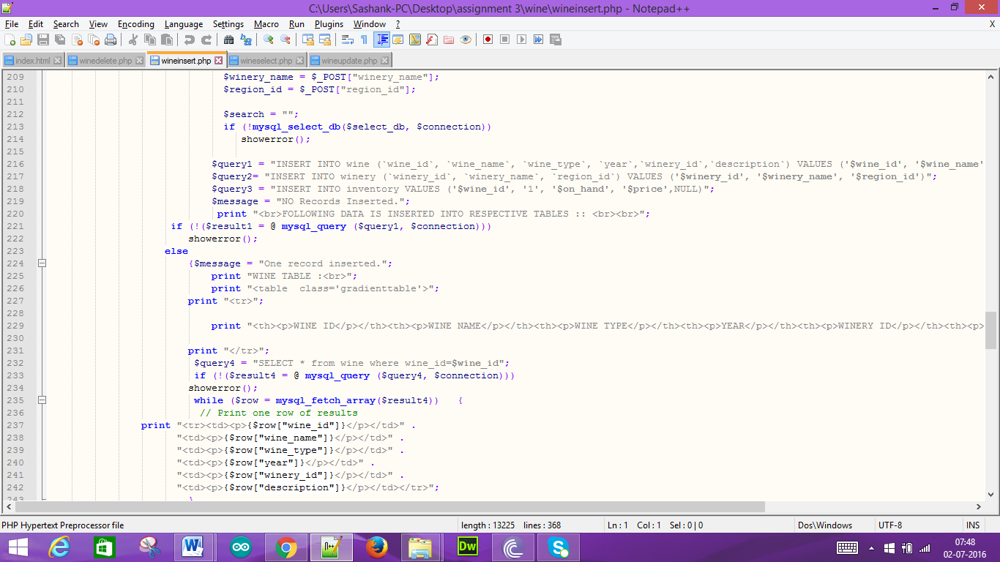 C:\Users\Sashank-PC\Desktop\assignment 3\wine\wineinsert.php - Notepad++
File Edit Search View Encoding Language Settings Macro Run Plugins Window ? X
index.html winedelete.php wineinsert.php wineselect.php wineupdate.php
209 $winery_name = $_POST["winery_name"];
210 $region_id = $_POST["region_id"];
211
212 $search = "";
213 if (!mysql_select_db($select_db, $connection))
214 showerror();
215
216 $query1 = "INSERT INTO wine (`wine_id`, `wine_name`, `wine_type`, `year`,`winery_id`,`description`) VALUES ('$wine_id', '$wine_name'
217 $query2= "INSERT INTO winery (`winery_id`, `winery_name`, `region_id`) VALUES ('$winery_id', '$winery_name', '$region_id')";
218 $query3 = "INSERT INTO inventory VALUES ('$wine_id', '1', '$on_hand', '$price',NULL)";
219 $message = "NO Records Inserted.";
220 print "<br>FOLLOWING DATA IS INSERTED INTO RESPECTIVE TABLES :: <br><br>";
221 if (!($result1 = @ mysql_query ($query1, $connection)))
222 showerror();
223 else
224 {$message = "One record inserted.";
225 print "WINE TABLE :<br>";
226 print "<table  class='gradienttable'>";
227 print "<tr>";
228
229 print "<th><p>WINE ID</p></th><th><p>WINE NAME</p></th><th><p>WINE TYPE</p></th><th><p>YEAR</p></th><th><p>WINERY ID</p></th><th><p>
230
231 print "</tr>";
232 $query4 = "SELECT * from wine where wine_id=$wine_id";
233 if (!($result4 = @ mysql_query ($query4, $connection)))
234 showerror();
235 while ($row = mysql_fetch_array($result4))   {
236 // Print one row of results
237 print "<tr><td><p>{$row["wine_id"]}</p></td>" .
238 "<td><p>{$row["wine_name"]}</p></td>" .
239 "<td><p>{$row["wine_type"]}</p></td>" .
240 "<td><p>{$row["year"]}</p></td>" .
241 "<td><p>{$row["winery_id"]}</p></td>" .
242 "<td><p>{$row["description"]}</p></td></tr>";
243 }
PHP Hypertext Preprocessor file length : 13225 lines : 368 Ln : 1 Col : 1 Sel : 0 | 0 Dos\Windows UTF-8 INS
W N++ Dw S
07:48
02-07-2016